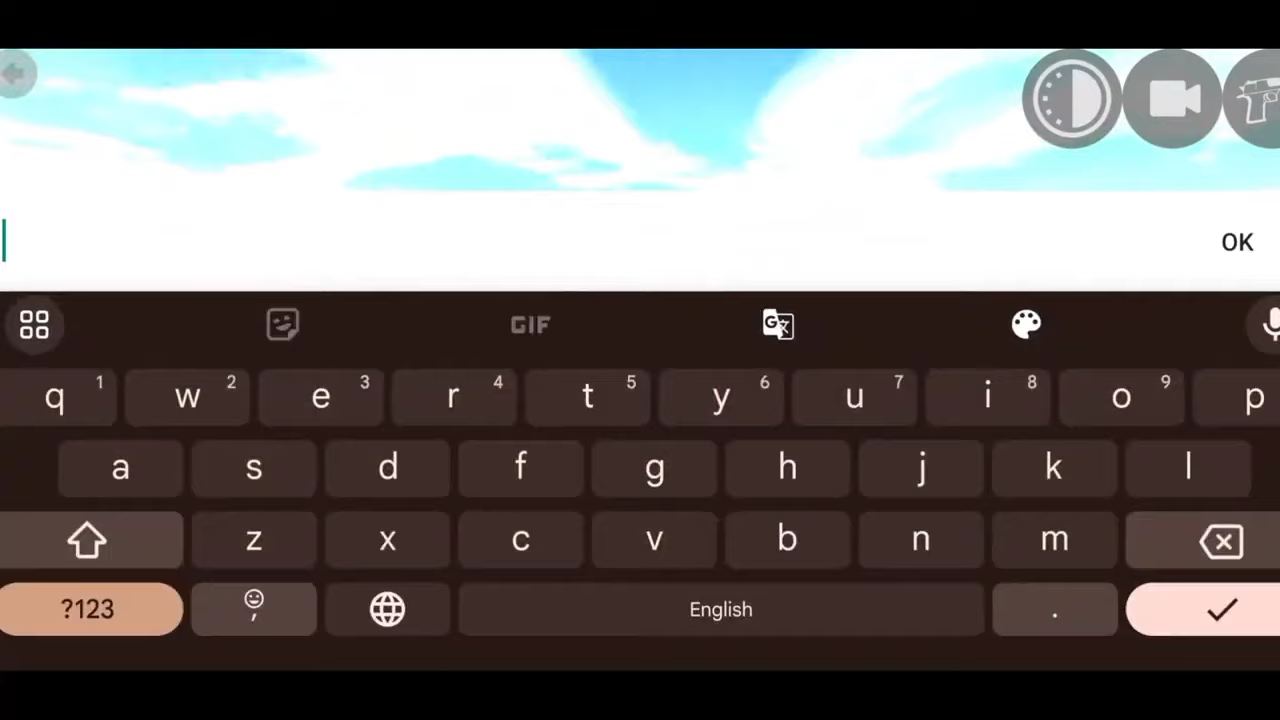 OK
GIF
G
q 1 w 2 e 3 r 4 t 5 y 6 u 7 i 8 o 9 p
a s d f g h j k l
z x c v b n m
?123 , English .